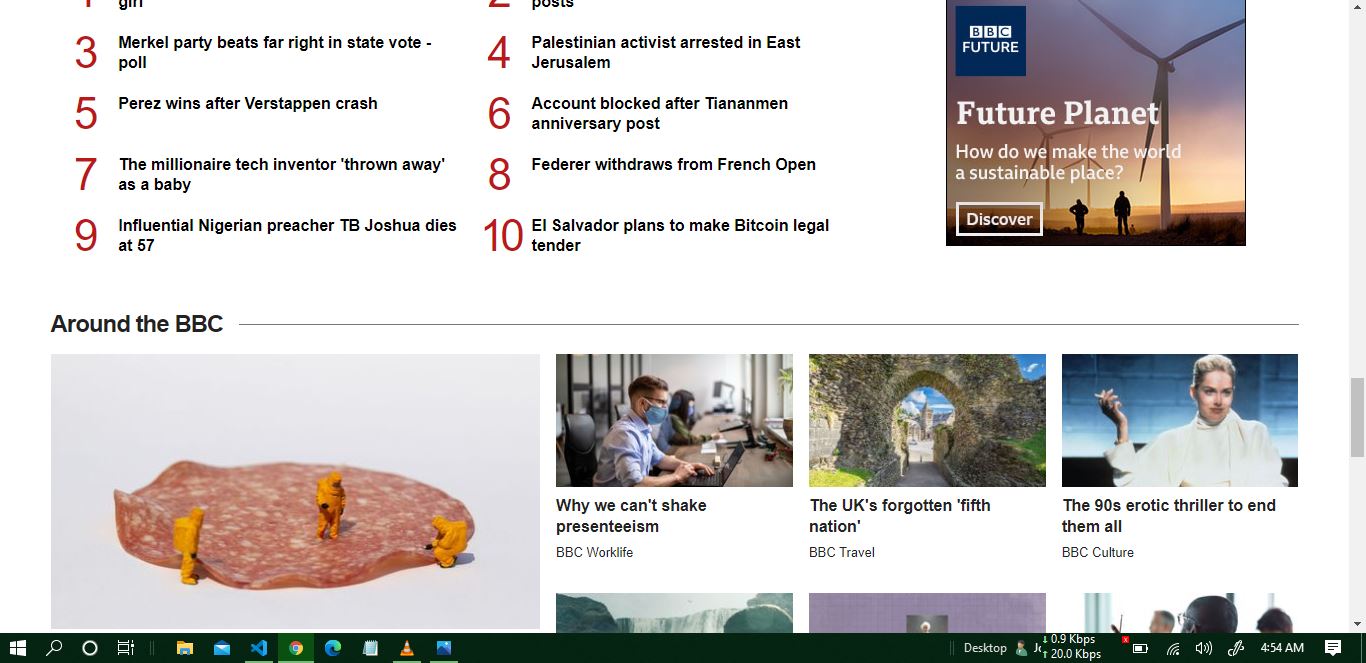 girl
posts
3 Merkel party beats far right in state vote -
poll
4 Palestinian activist arrested in East
Jerusalem
5 Perez wins after Verstappen crash
6 Account blocked after Tiananmen
anniversary post
7 The millionaire tech inventor 'thrown away'
as a baby
8 Federer withdraws from French Open
9 Influential Nigerian preacher TB Joshua dies
at 57
10 El Salvador plans to make Bitcoin legal
tender
BBC
FUTURE
Future Planet
How do we make the world
a sustainable place?
Discover
Around the BBC
Why we can't shake
presenteeism
BBC Worklife
The UK's forgotten 'fifth
nation'
BBC Travel
The 90s erotic thriller to end
them all
BBC Culture
Desktop
↓ 0.9 Kbps
↑ 20.0 Kbps
4:54 AM